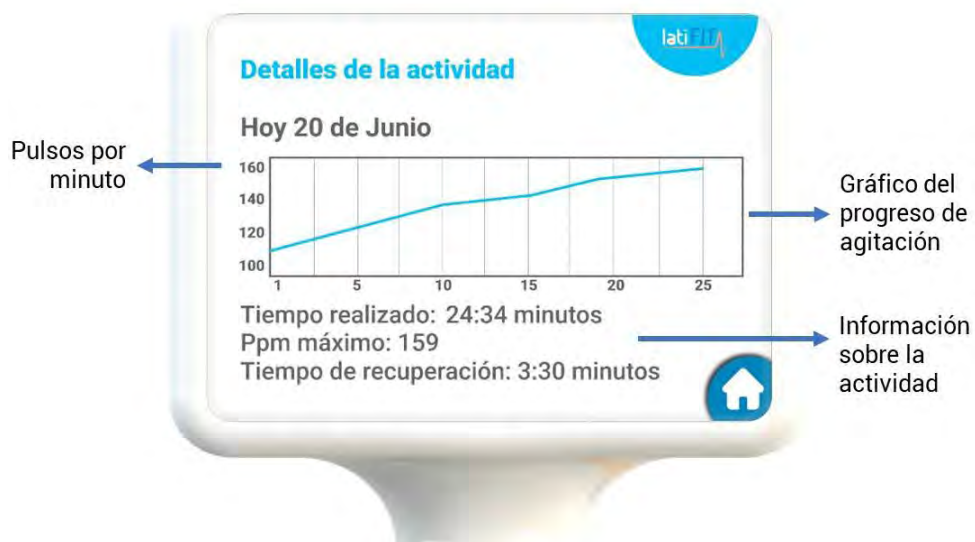 latiFIT
Detalles de la actividad
Hoy 20 de Junio
Pulsos por
minuto
160
140
120
100
1 5 10 15 20 25
Gráfico del
progreso de
agitación
Tiempo realizado: 24:34 minutos
Ppm máximo: 159
Tiempo de recuperación: 3:30 minutos
Información
sobre la
actividad